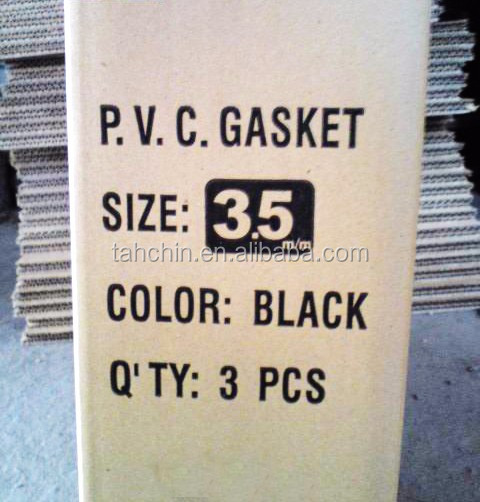 P. V. C. GASKET
SIZE: 3.5 m/m
tahchin.en.alibaba.com
COLOR: BLACK
Q'TY: 3 PCS